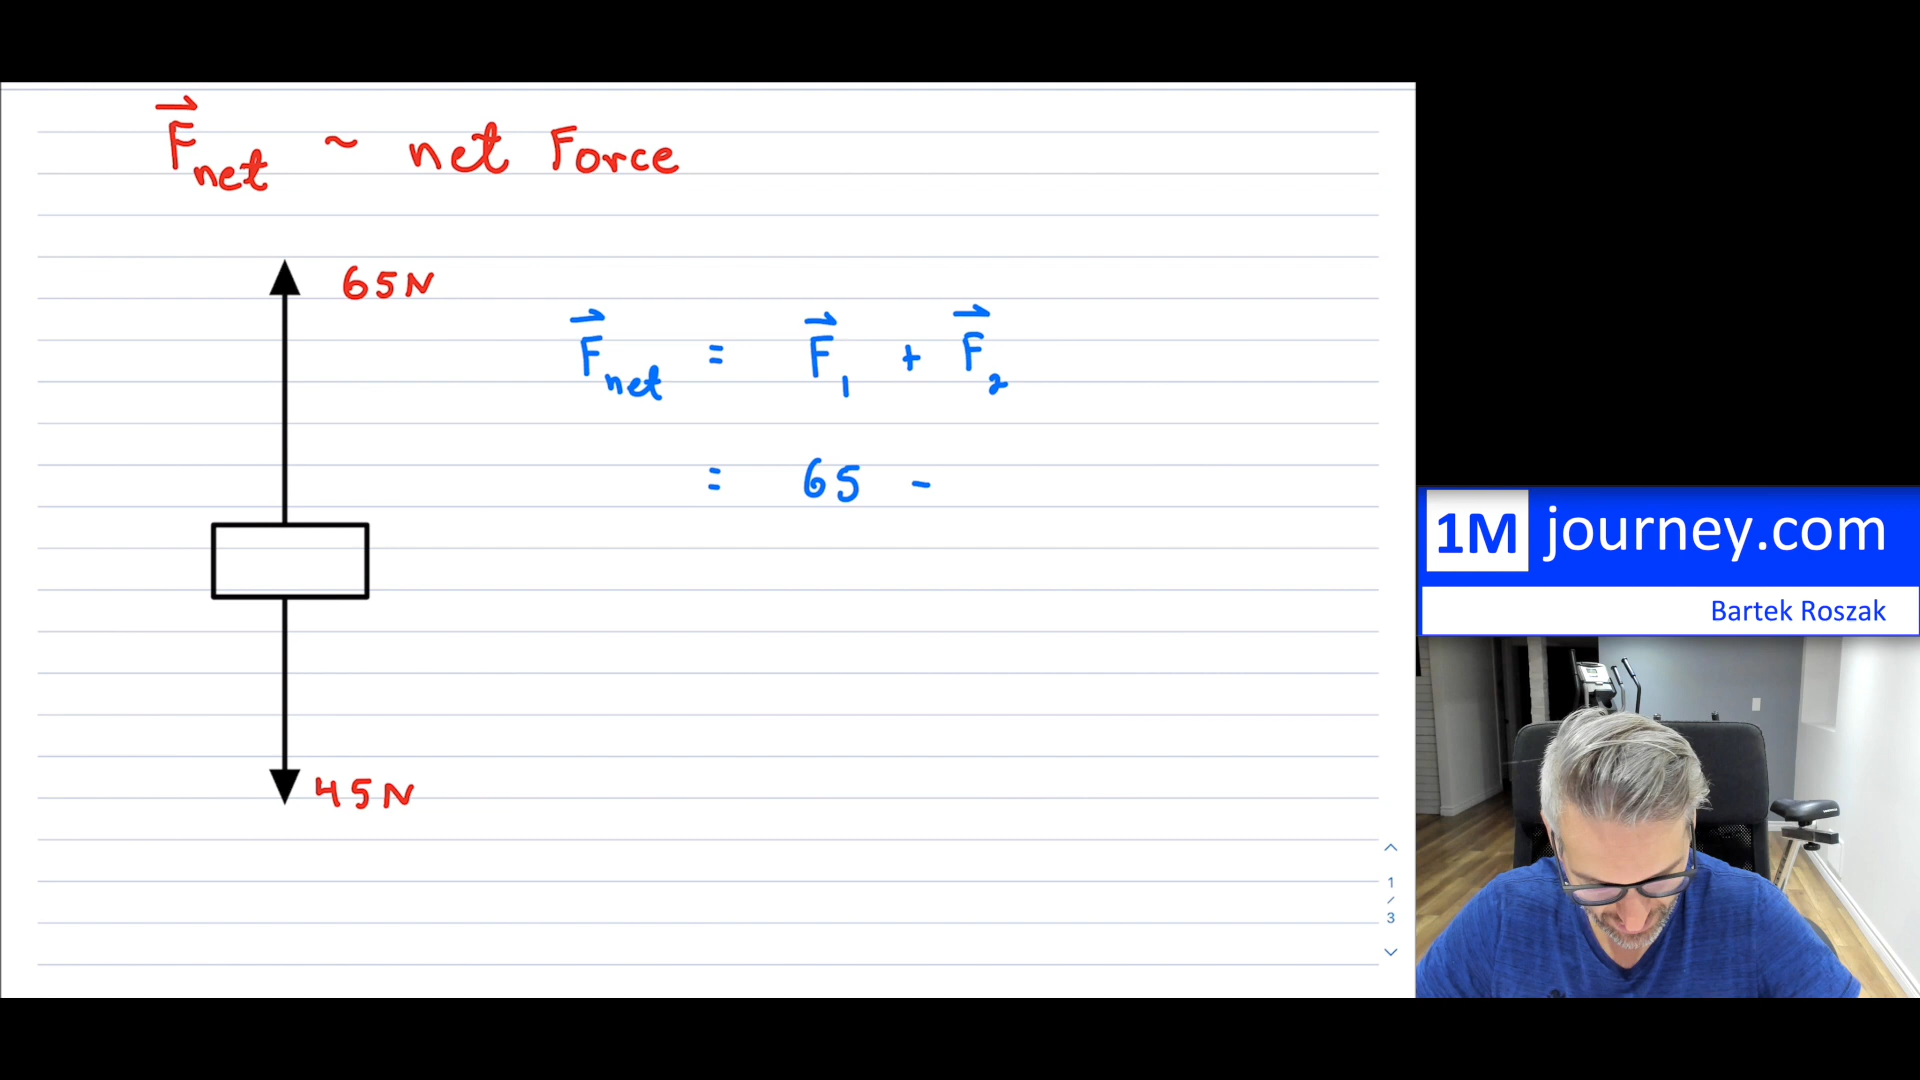 F⃗net ~ net Force
65N
F⃗net = F⃗1 + F⃗2
= 65 -
45N
1M journey.com
Bartek Roszak
1
/
3